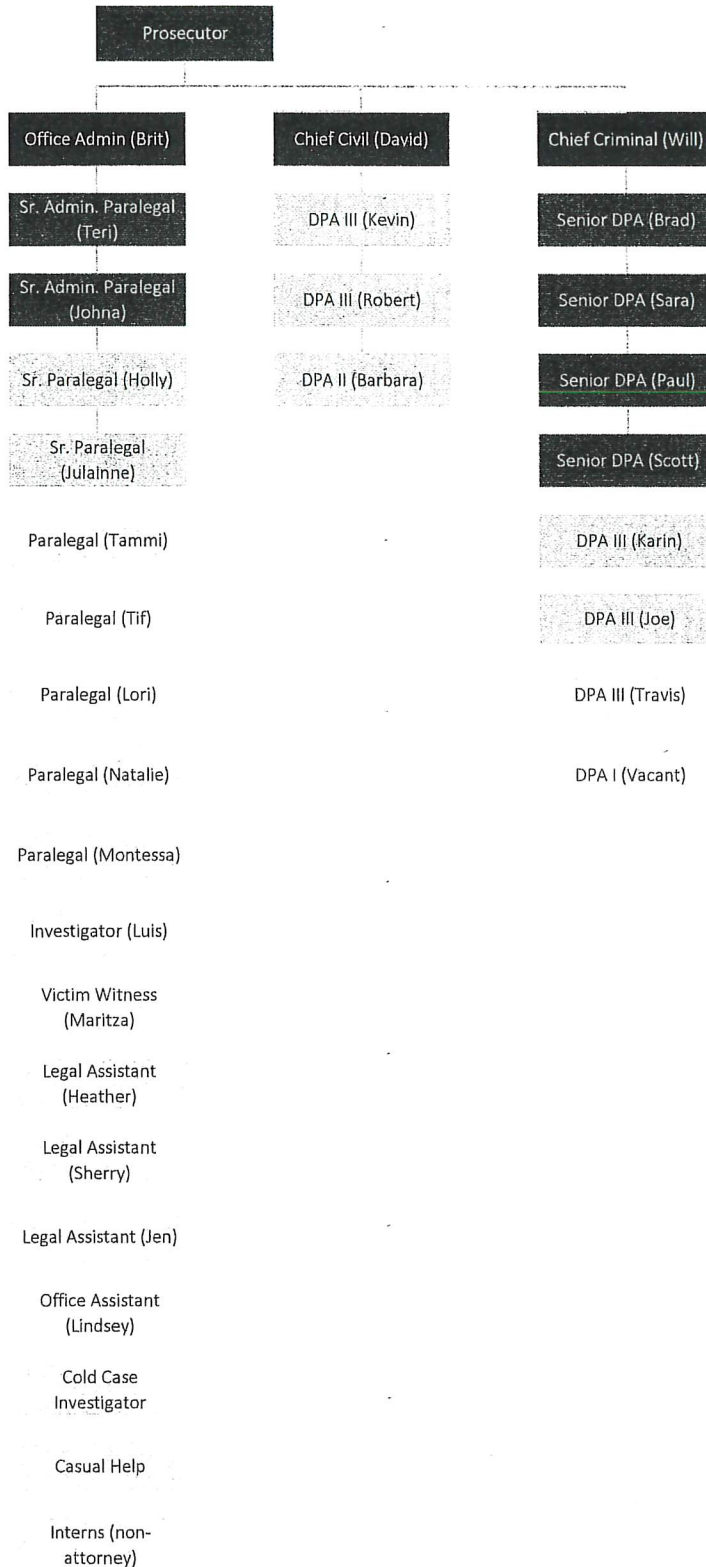 Prosecutor
Office Admin (Brit)
Sr. Admin. Paralegal
(Teri)
Sr. Admin. Paralegal
(Johna)
Sr. Paralegal (Holly)
Sr. Paralegal
(Julainne)
Paralegal (Tammi)
Paralegal (Tif)
Paralegal (Lori)
Paralegal (Natalie)
Paralegal (Montessa)
Investigator (Luis)
Victim Witness
(Maritza)
Legal Assistant
(Heather)
Legal Assistant
(Sherry)
Legal Assistant (Jen)
Office Assistant
(Lindsey)
Cold Case
Investigator
Casual Help
Interns (non-
attorney)
Chief Civil (David)
DPA III (Kevin)
DPA III (Robert)
DPA II (Barbara)
Chief Criminal (Will)
Senior DPA (Brad)
Senior DPA (Sara)
Senior DPA (Paul)
Senior DPA (Scott)
DPA III (Karin)
DPA III (Joe)
DPA III (Travis)
DPA I (Vacant)